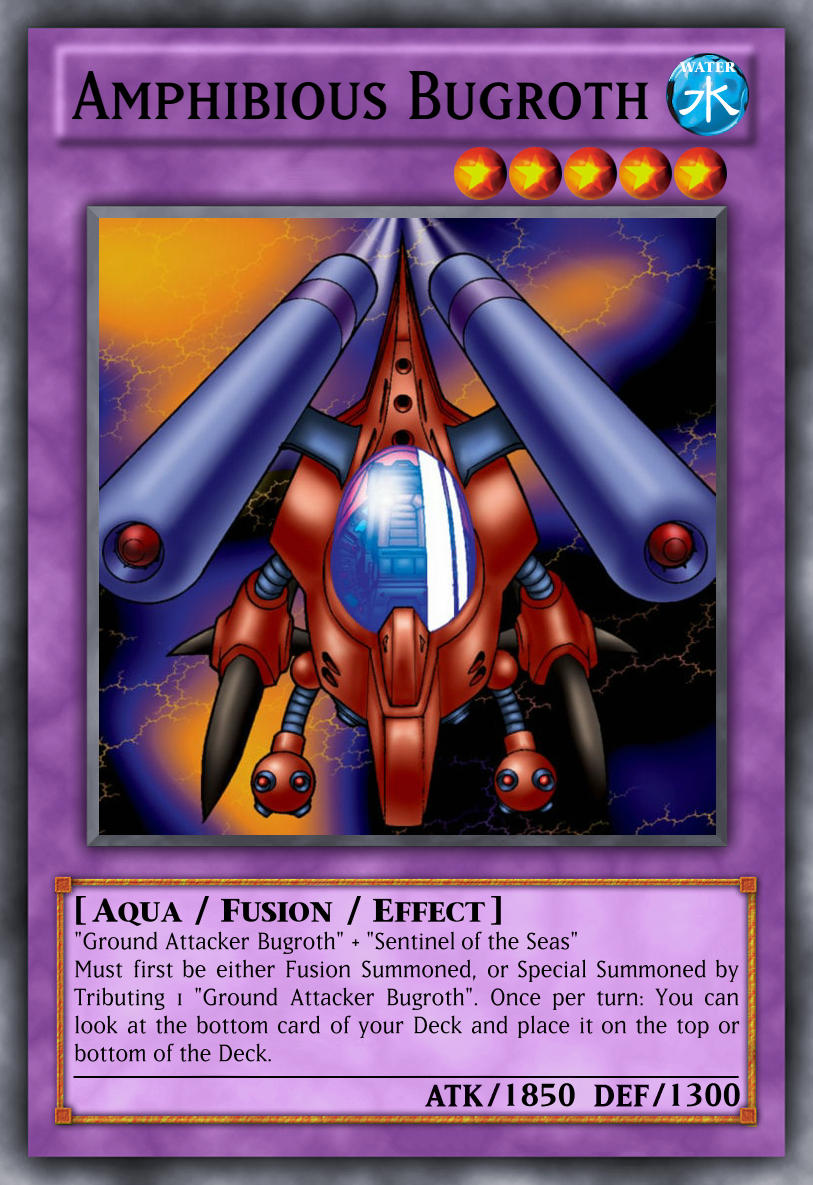 Amphibious Bugroth
WATER
水
[ Aqua / Fusion / Effect ]
"Ground Attacker Bugroth" + "Sentinel of the Seas"
Must first be either Fusion Summoned, or Special Summoned by
Tributing 1 "Ground Attacker Bugroth". Once per turn: You can
look at the bottom card of your Deck and place it on the top or
bottom of the Deck.
ATK/1850 DEF/1300